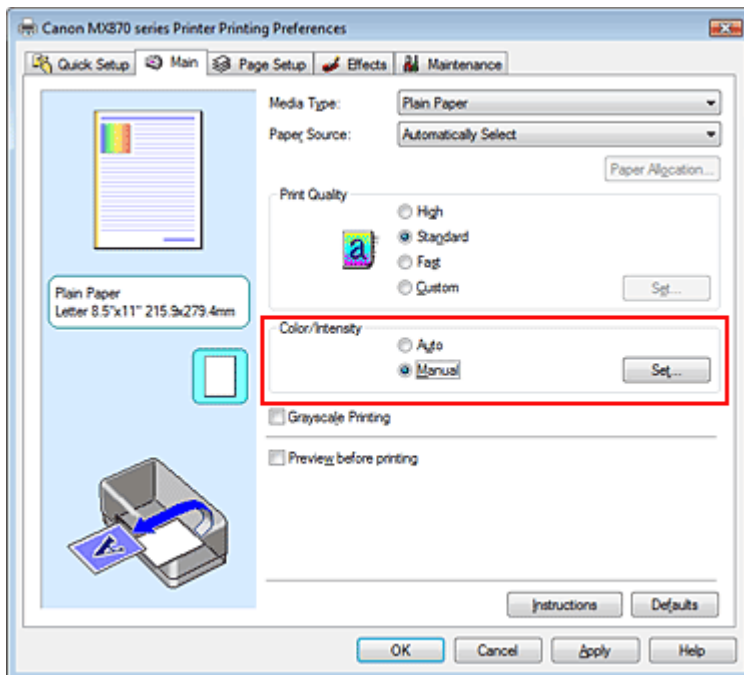 Canon MX870 series Printer Printing Preferences
Quick Setup Main Page Setup Effects Maintenance
Media Type: Plain Paper
Paper Source: Automatically Select
Paper Allocation...
Print Quality
High
a
Standard
Fast
Custom Set...
Plain Paper
Letter 8.5"x11" 215.9x279.4mm
Color/Intensity
Auto
Manual Set...
Grayscale Printing
Preview before printing
A
Instructions Defaults
OK Cancel Apply Help